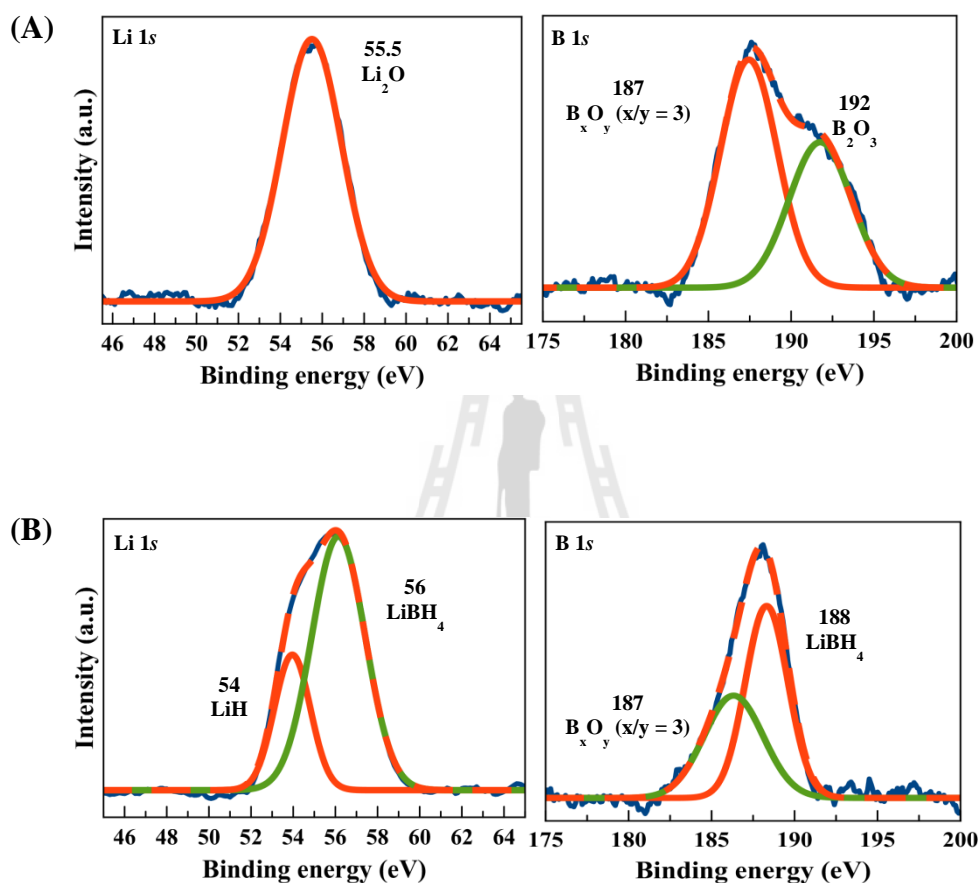 (A)
Li 1s
55.5
Li₂O
Intensity (a.u.)
46 48 50 52 54 56 58 60 62 64
Binding energy (eV)
B 1s
187
BₓOᵧ (x/y = 3)
192
B₂O₃
175 180 185 190 195 200
Binding energy (eV)
(B)
Li 1s
56
LiBH₄
54
LiH
Intensity (a.u.)
46 48 50 52 54 56 58 60 62 64
Binding energy (eV)
B 1s
188
LiBH₄
187
BₓOᵧ (x/y = 3)
175 180 185 190 195 200
Binding energy (eV)